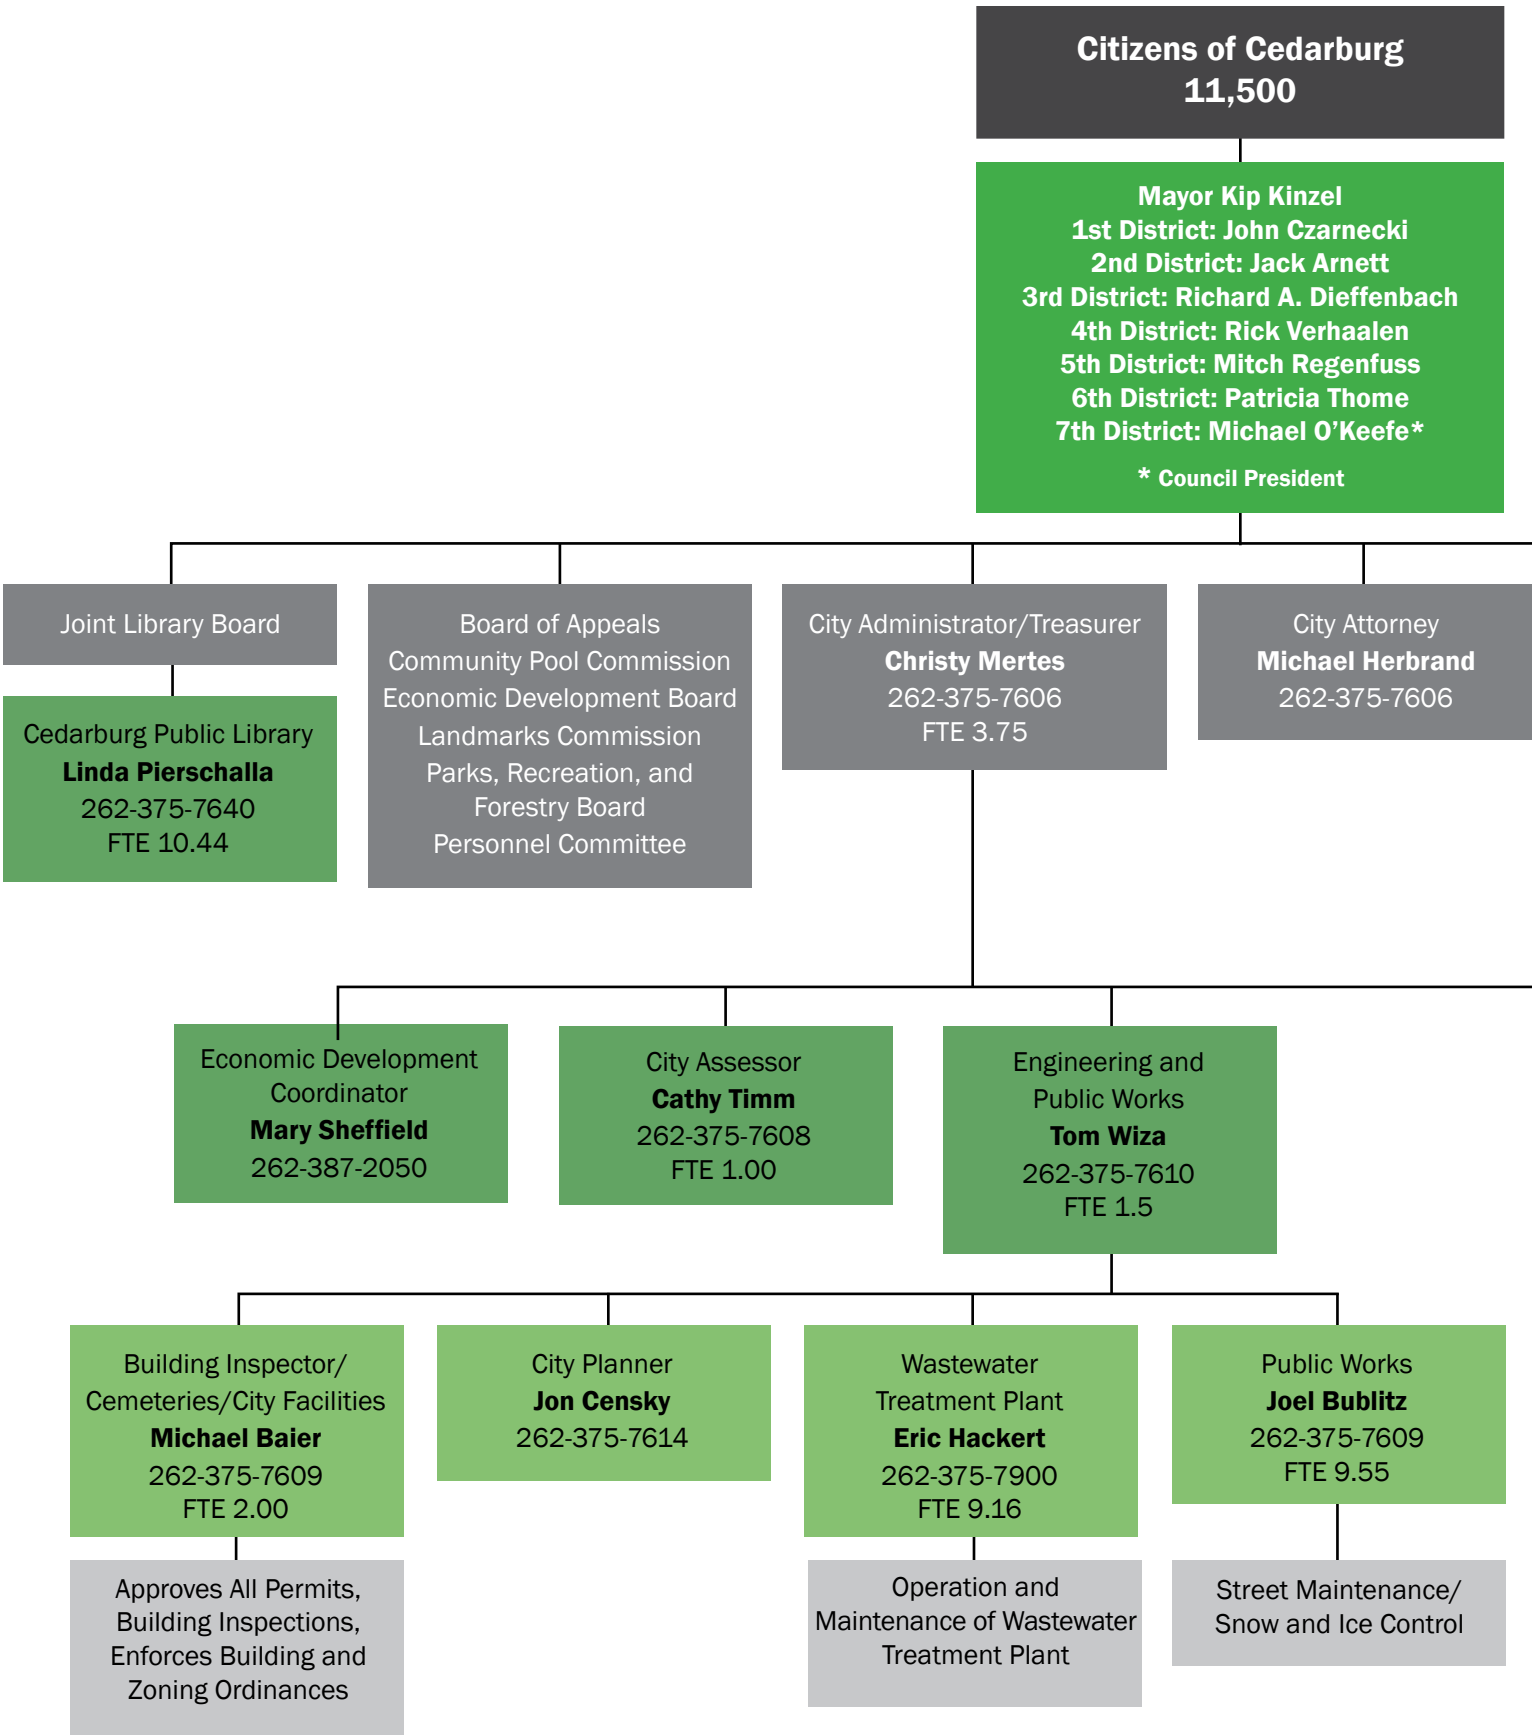 Citizens of Cedarburg
11,500
Mayor Kip Kinzel
1st District: John Czarnecki
2nd District: Jack Arnett
3rd District: Richard A. Dieffenbach
4th District: Rick Verhaalen
5th District: Mitch Regenfuss
6th District: Patricia Thome
7th District: Michael O’Keefe*
* Council President
Joint Library Board
Cedarburg Public Library
Linda Pierschalla
262-375-7640
FTE 10.44
Board of Appeals
Community Pool Commission
Economic Development Board
Landmarks Commission
Parks, Recreation, and
Forestry Board
Personnel Committee
City Administrator/Treasurer
Christy Mertes
262-375-7606
FTE 3.75
City Attorney
Michael Herbrand
262-375-7606
Economic Development
Coordinator
Mary Sheffield
262-387-2050
City Assessor
Cathy Timm
262-375-7608
FTE 1.00
Engineering and
Public Works
Tom Wiza
262-375-7610
FTE 1.5
Building Inspector/
Cemeteries/City Facilities
Michael Baier
262-375-7609
FTE 2.00
City Planner
Jon Censky
262-375-7614
Wastewater
Treatment Plant
Eric Hackert
262-375-7900
FTE 9.16
Public Works
Joel Bublitz
262-375-7609
FTE 9.55
Approves All Permits,
Building Inspections,
Enforces Building and
Zoning Ordinances
Operation and
Maintenance of Wastewater
Treatment Plant
Street Maintenance/
Snow and Ice Control